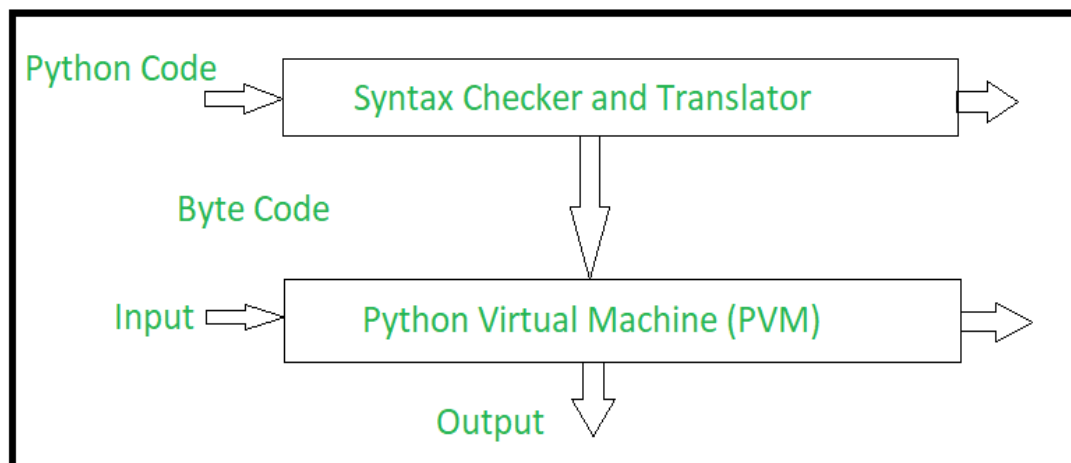 Python Code
Syntax Checker and Translator
Byte Code
Input
Python Virtual Machine (PVM)
Output